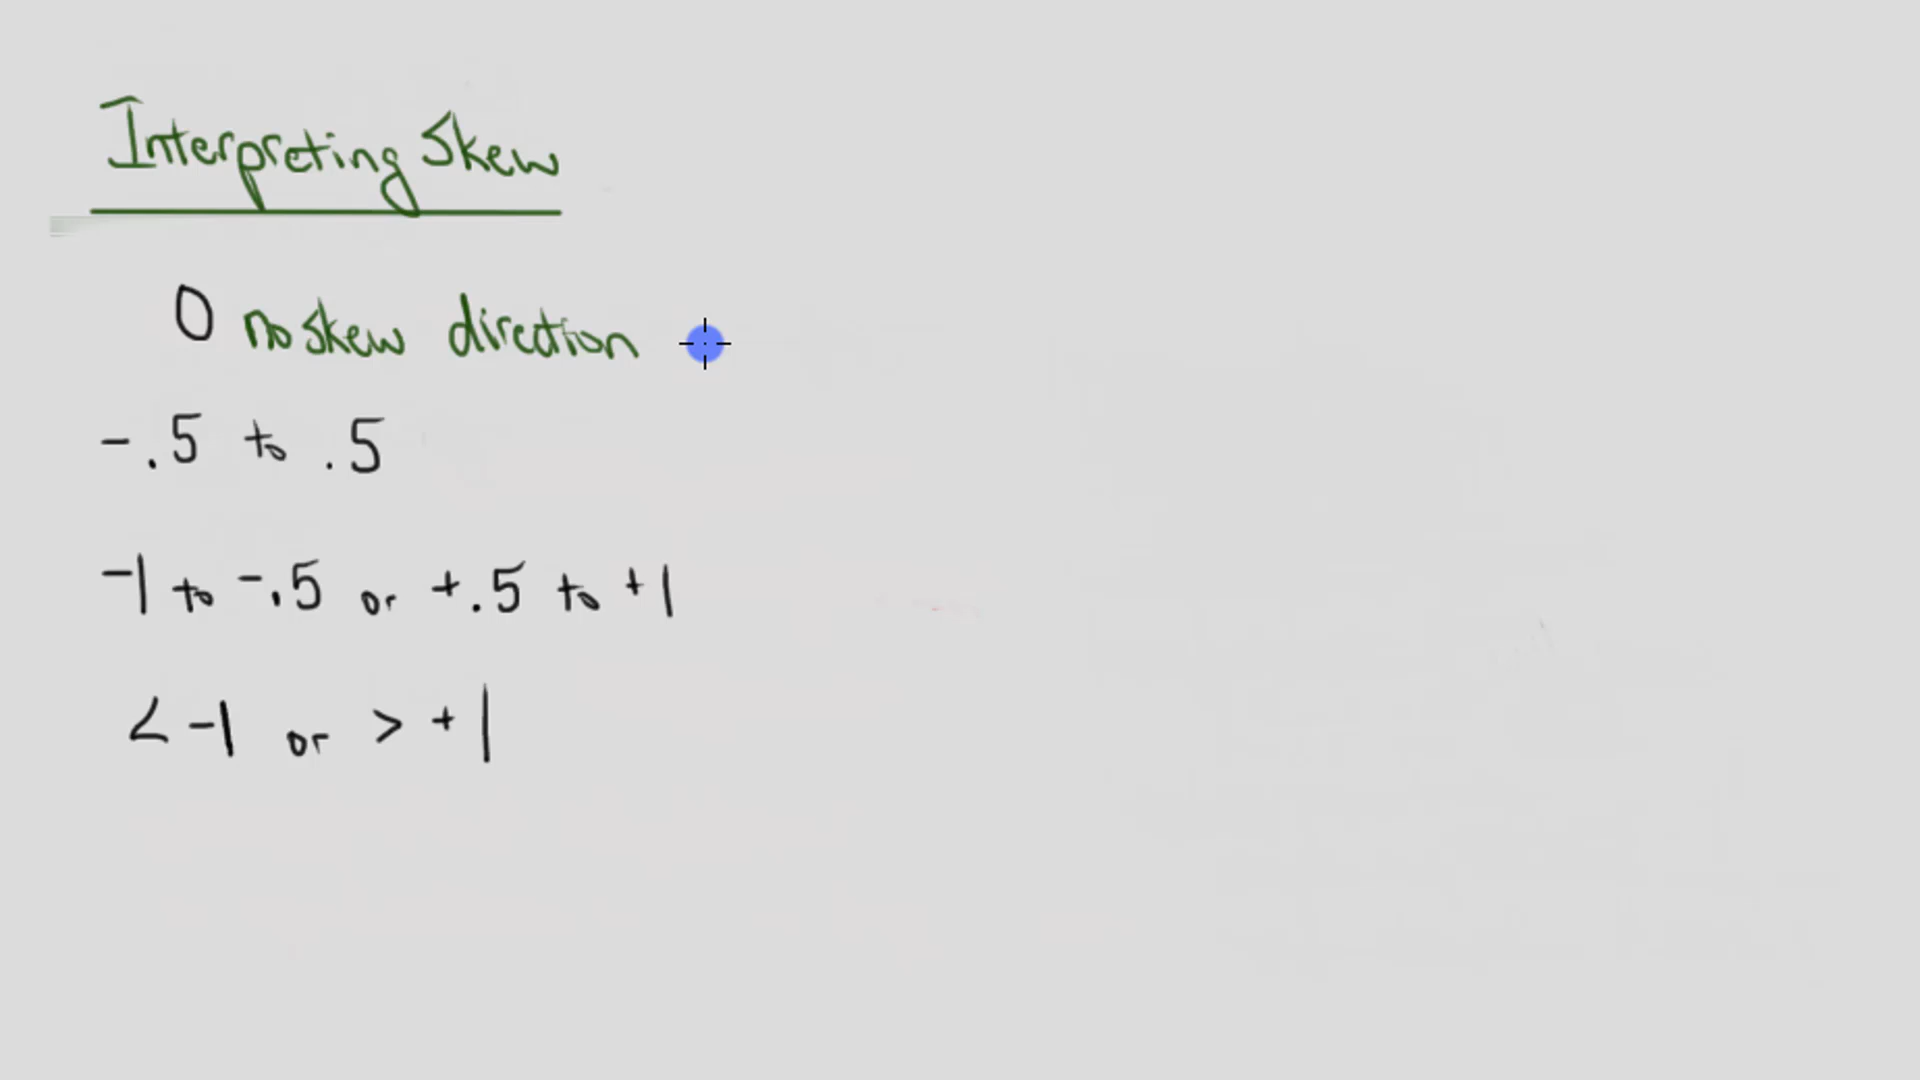 Interpreting Skew
0 no skew direction
-.5 to .5
-1 to -.5 or +.5 to +1
< -1 or > +1